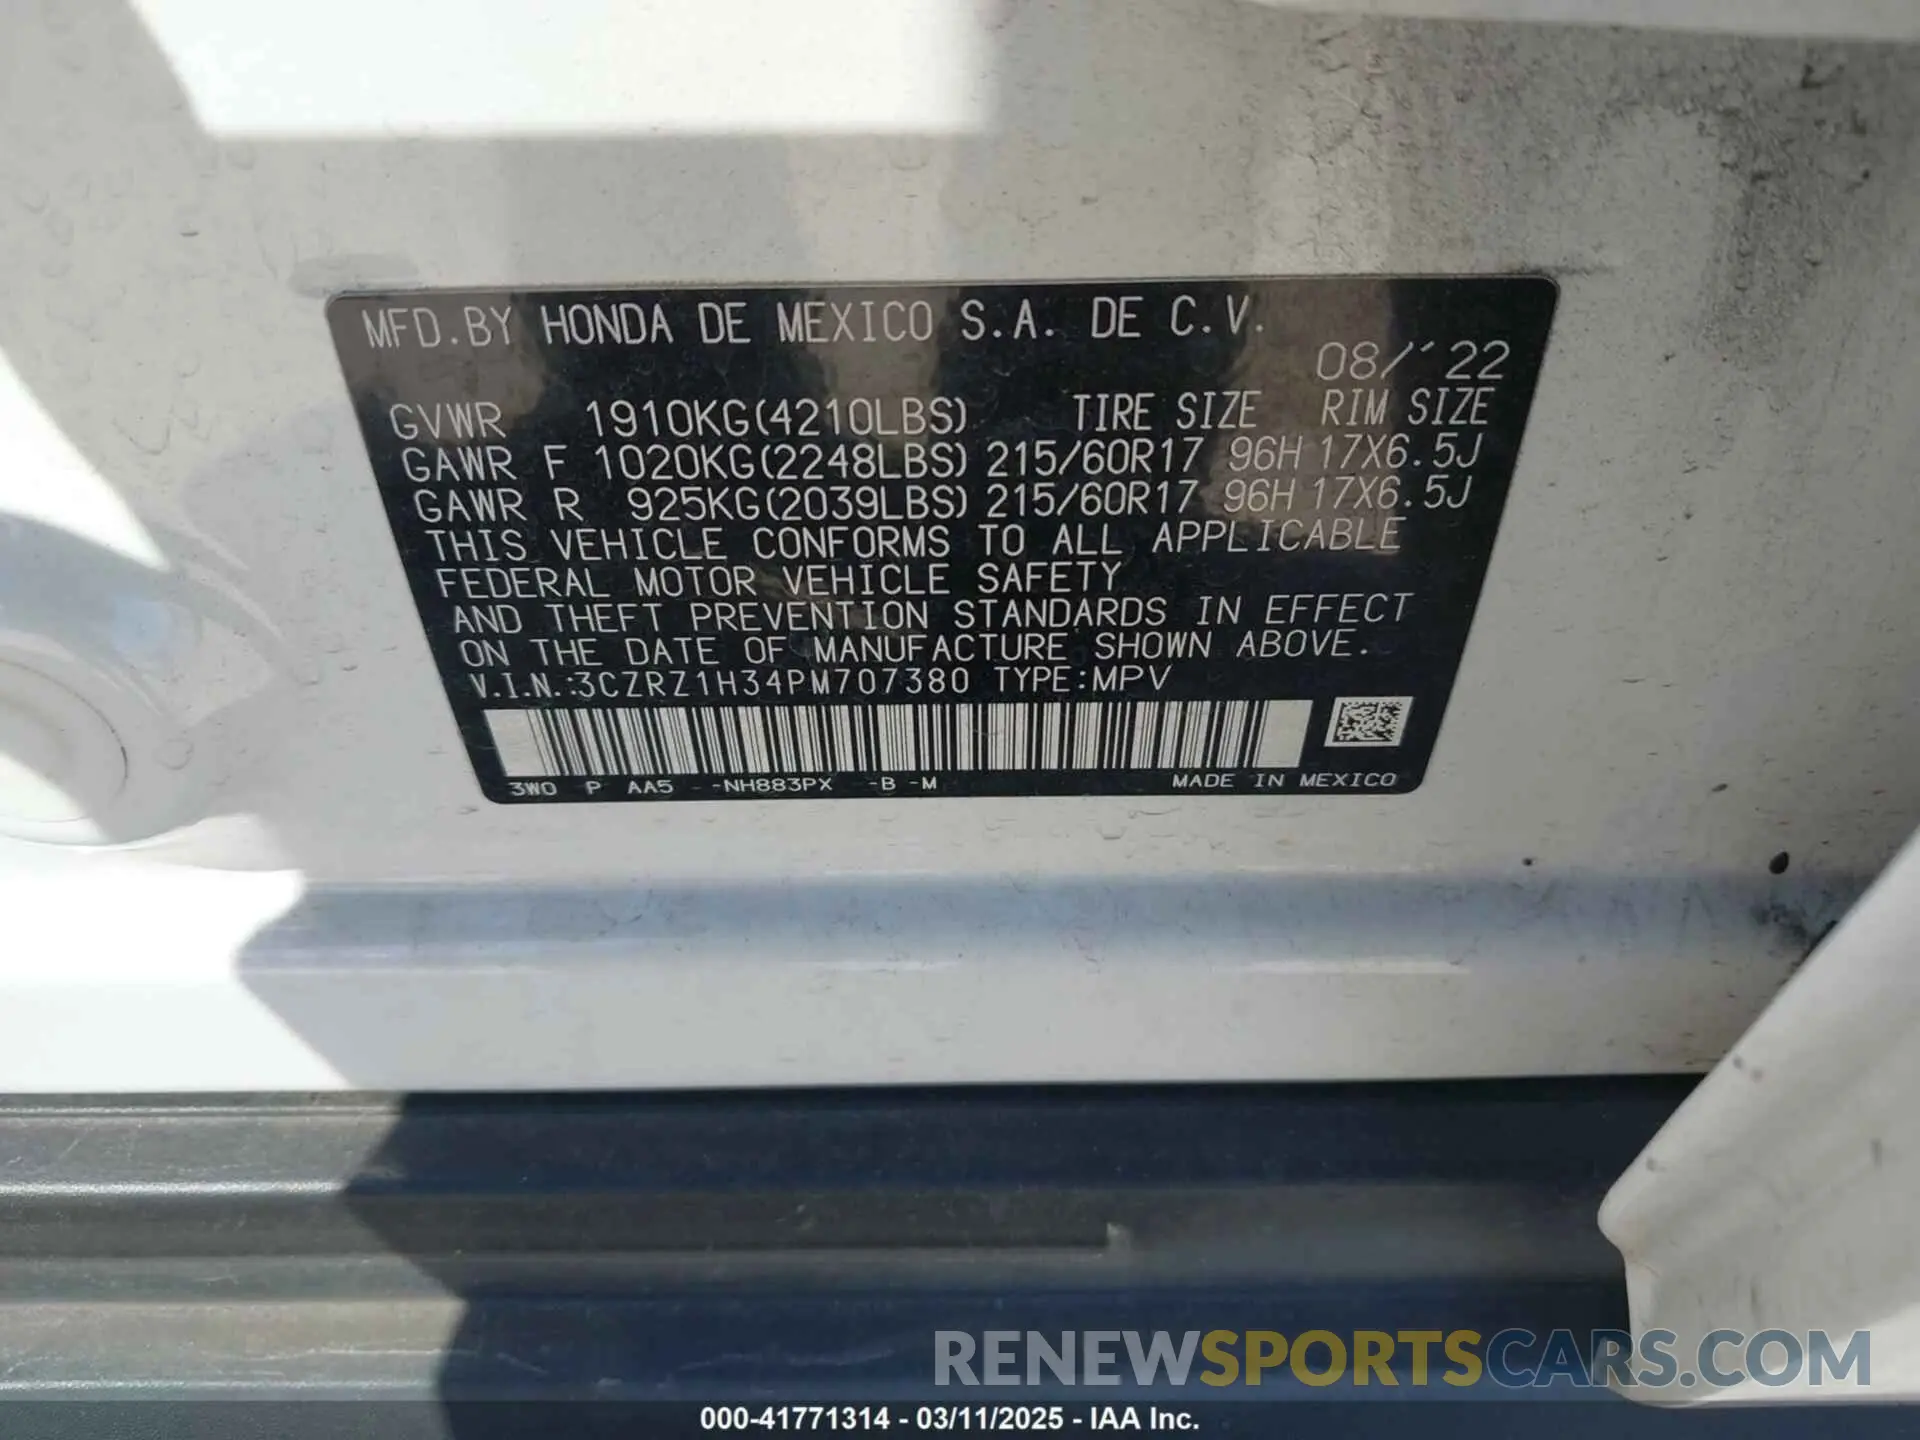 MFD.BY HONDA DE MEXICO S.A. DE C.V.
08/'22
GVWR 1910KG(4210LBS) TIRE SIZE RIM SIZE
GAWR F 1020KG(2248LBS) 215/60R17 96H 17X6.5J
GAWR R 925KG(2039LBS) 215/60R17 96H 17X6.5J
THIS VEHICLE CONFORMS TO ALL APPLICABLE
FEDERAL MOTOR VEHICLE SAFETY
AND THEFT PREVENTION STANDARDS IN EFFECT
ON THE DATE OF MANUFACTURE SHOWN ABOVE.
V.I.N.:3CZRZ1H34PM707380 TYPE:MPV
3W0 P AA5 -NH883PX -B -M MADE IN MEXICO
RENEWSPORTSCARS.COM
000-41771314 - 03/11/2025 - IAA Inc.